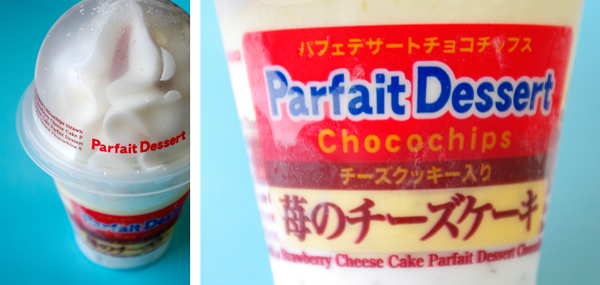 Parfait Dessert
Parfait Dessert
パフェデザートチョコチップス
Parfait Dessert
Chocochips
チーズクッキー入り
苺のチーズケーキ
Strawberry Cheese Cake Parfait Dessert